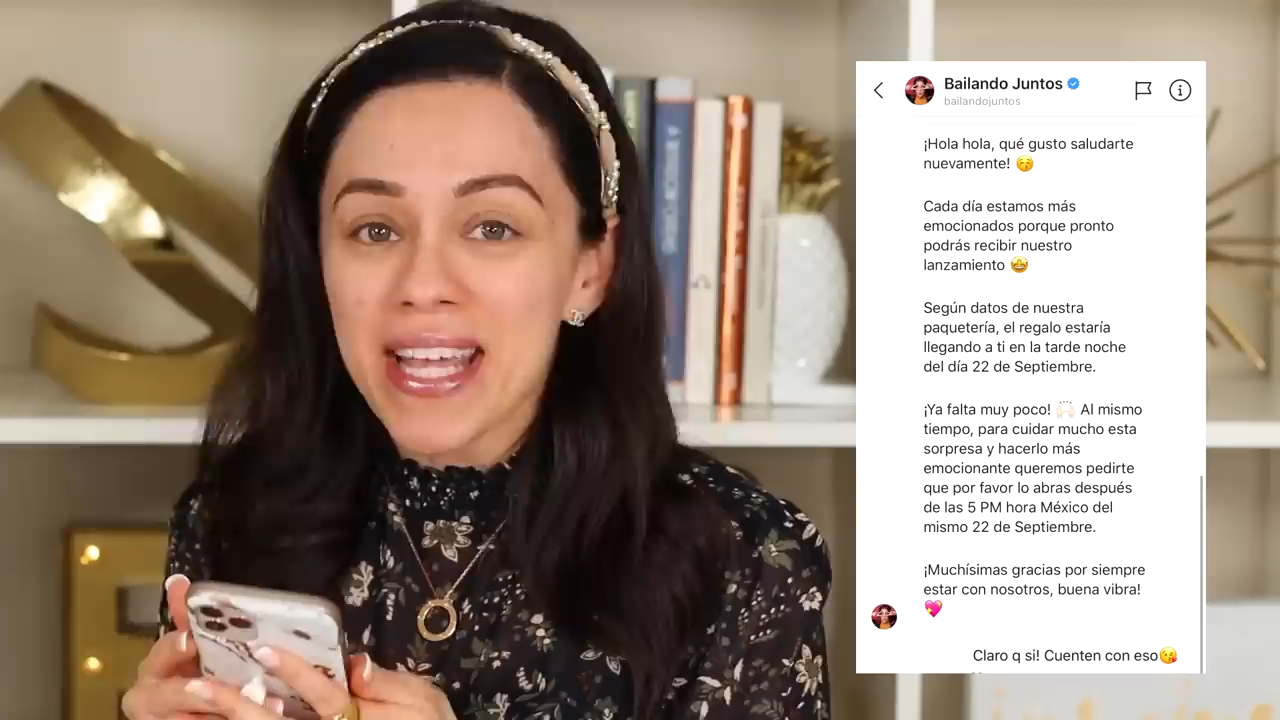 Bailando Juntos
bailandojuntos
¡Hola hola, qué gusto saludarte
nuevamente! 😚
Cada día estamos más
emocionados porque pronto
podrás recibir nuestro
lanzamiento 🤩
Según datos de nuestra
paquetería, el regalo estaría
llegando a ti en la tarde noche
del día 22 de Septiembre.
¡Ya falta muy poco! 🙌🏻 Al mismo
tiempo, para cuidar mucho esta
sorpresa y hacerlo más
emocionante queremos pedirte
que por favor lo abras después
de las 5 PM hora México del
mismo 22 de Septiembre.
¡Muchísimas gracias por siempre
estar con nosotros, buena vibra!
💖
Claro q si! Cuenten con eso😘